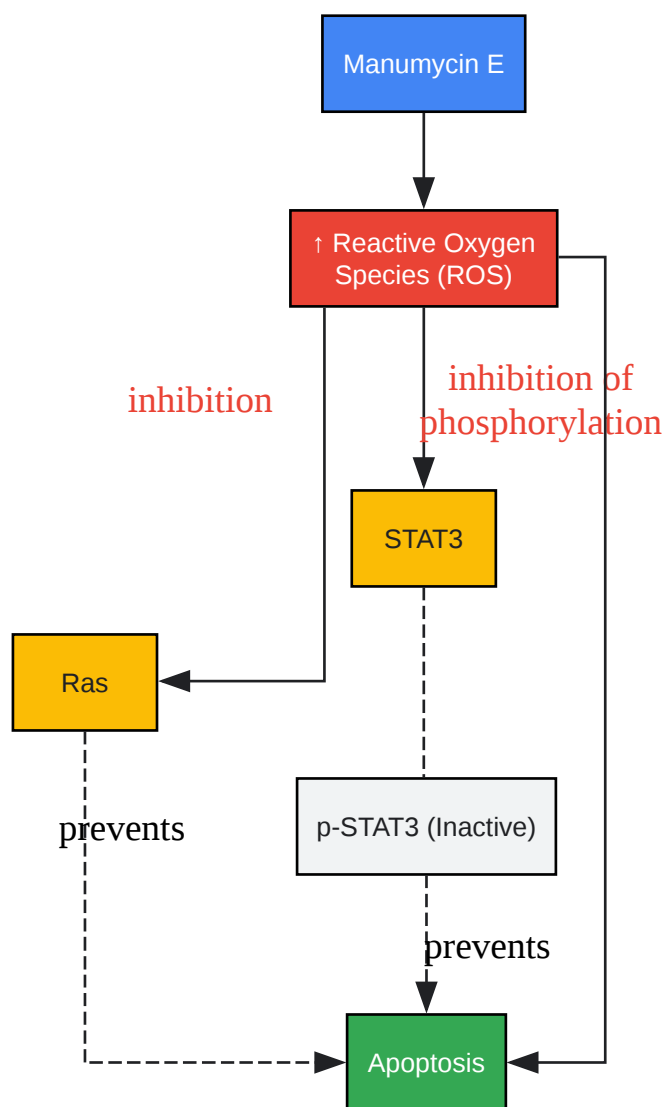 Manumycin E
↑ Reactive Oxygen
Species (ROS)
inhibition
inhibition of
phosphorylation
STAT3
Ras
prevents
p-STAT3 (Inactive)
prevents
Apoptosis